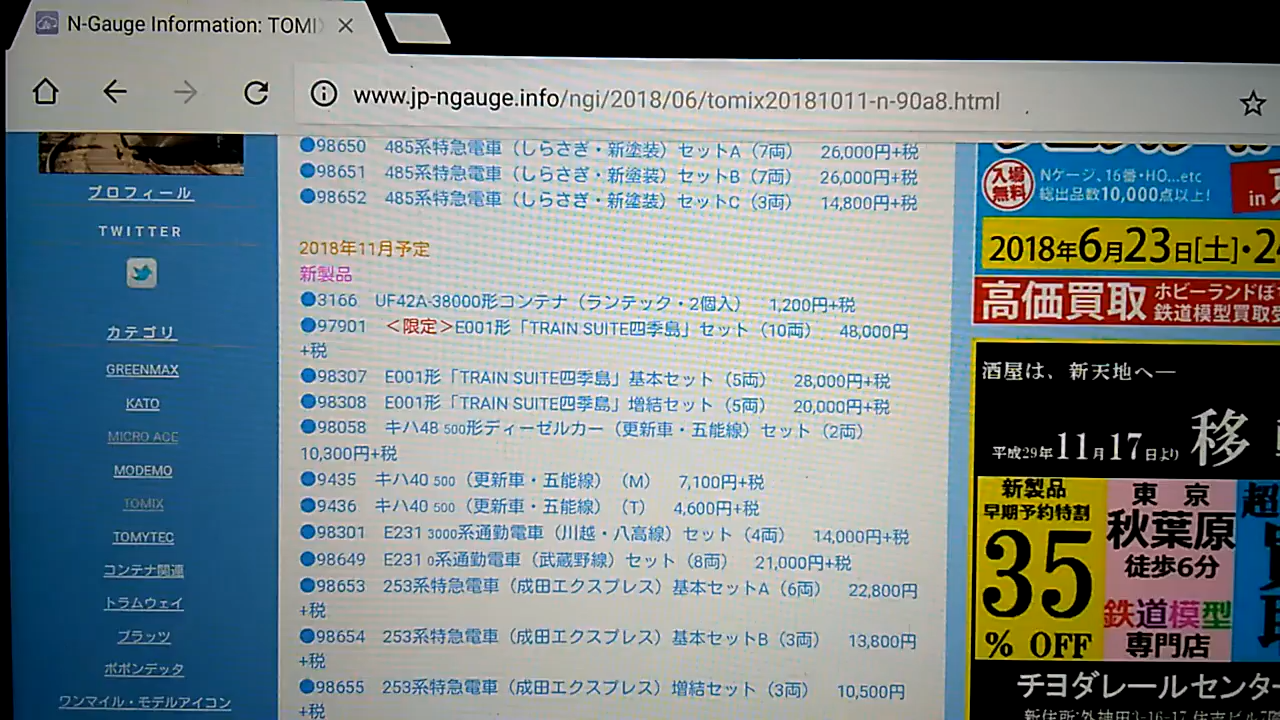 N-Gauge Information: TOMI
www.jp-ngauge.info/ngi/2018/06/tomix20181011-n-90a8.html
プロフィール
TWITTER
カテゴリ
GREENMAX
KATO
MICRO ACE
MODEMO
TOMIX
TOMYTEC
コンテナ関連
トラムウェイ
プラッツ
ポポンデッタ
ワンマイル・モデルアイコン
●98650 485系特急電車（しらさぎ・新塗装）セットA（7両） 26,000円+税
●98651 485系特急電車（しらさぎ・新塗装）セットB（7両） 26,000円+税
●98652 485系特急電車（しらさぎ・新塗装）セットC（3両） 14,800円+税
2018年11月予定
新製品
●3166 UF42A-38000形コンテナ（ランテック・2個入） 1,200円+税
●97901 ＜限定＞E001形「TRAIN SUITE四季島」セット（10両） 48,000円
+税
●98307 E001形「TRAIN SUITE四季島」基本セット（5両） 28,000円+税
●98308 E001形「TRAIN SUITE四季島」増結セット（5両） 20,000円+税
●98058 キハ48 500形ディーゼルカー（更新車・五能線）セット（2両）
10,300円+税
●9435 キハ40 500（更新車・五能線）（M） 7,100円+税
●9436 キハ40 500（更新車・五能線）（T） 4,600円+税
●98301 E231 3000系通勤電車（川越・八高線）セット（4両） 14,000円+税
●98649 E231 0系通勤電車（武蔵野線）セット（8両） 21,000円+税
●98653 253系特急電車（成田エクスプレス）基本セットA（6両） 22,800円
+税
●98654 253系特急電車（成田エクスプレス）基本セットB（3両） 13,800円
+税
●98655 253系特急電車（成田エクスプレス）増結セット（3両） 10,500円
+税
入場
無料
Nケージ、16番・HO...etc
総出品数10,000点以上!
in
2018年6月23日[土]・2
高価買取
ホビーランドぽ
鉄道模型買取
酒屋は、新天地へ―
平成29年11月17日より
移
新製品
早期予約特割
35
% OFF
東京
秋葉原
徒歩6分
鉄道模型
専門店
超
チヨダレールセンタ